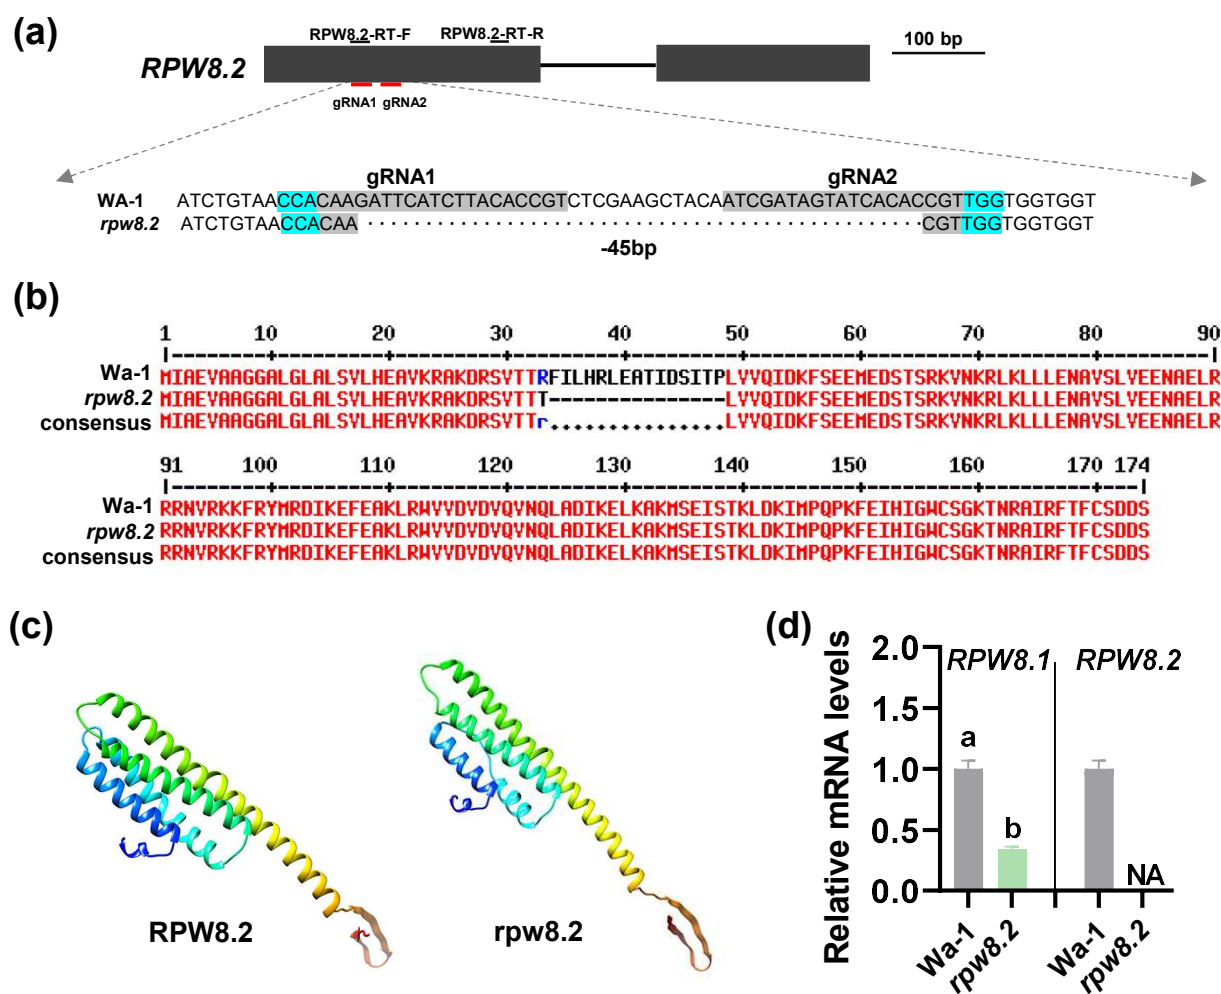 (a)
RPW8.2-RT-F RPW8.2-RT-R 100 bp
RPW8.2
gRNA1 gRNA2
gRNA1 gRNA2
WA-1 ATCTGTAACCACAAGATTCATCTTACACCGTCTCGAAGCTACAATCGATAGTATCACACCGTTGGTGGTGGT
rpw8.2 ATCTGTAACCACAA·············································CGTTGGTGGTGGT
-45bp
(b)
1 10 20 30 40 50 60 70 80 90
Wa-1 MIAEVAAGGALGLALSVLHEAVKRAKDRSVTTRFILHRLEATIDSITPLVVQIDKFSEEMEDSTSRKVNKRLKLLLENAVSLVEENAELR
rpw8.2 MIAEVAAGGALGLALSVLHEAVKRAKDRSVTTT---------------LVVQIDKFSEEMEDSTSRKVNKRLKLLLENAVSLVEENAELR
consensus MIAEVAAGGALGLALSVLHEAVKRAKDRSVTTr...............LVVQIDKFSEEMEDSTSRKVNKRLKLLLENAVSLVEENAELR
91 100 110 120 130 140 150 160 170 174
Wa-1 RRNVRKKFRYMRDIKEFEAKLRWVVDVDVQVNQLADIKELKAKMSEISTKLDKIMPQPKFEIHIGWCSGKTNRAIRFTFCSDDS
rpw8.2 RRNVRKKFRYMRDIKEFEAKLRWVVDVDVQVNQLADIKELKAKMSEISTKLDKIMPQPKFEIHIGWCSGKTNRAIRFTFCSDDS
consensus RRNVRKKFRYMRDIKEFEAKLRWVVDVDVQVNQLADIKELKAKMSEISTKLDKIMPQPKFEIHIGWCSGKTNRAIRFTFCSDDS
(c)
RPW8.2 rpw8.2
(d)
Relative mRNA levels
2.0
1.5
1.0
0.5
0.0
RPW8.1 RPW8.2
a
b
NA
Wa-1 rpw8.2 Wa-1 rpw8.2